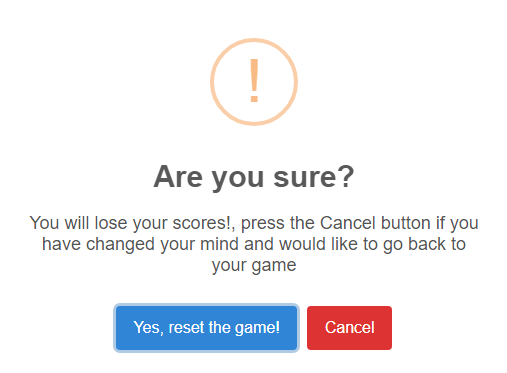 !
Are you sure?
You will lose your scores!, press the Cancel button if you
have changed your mind and would like to go back to
your game
Yes, reset the game! Cancel